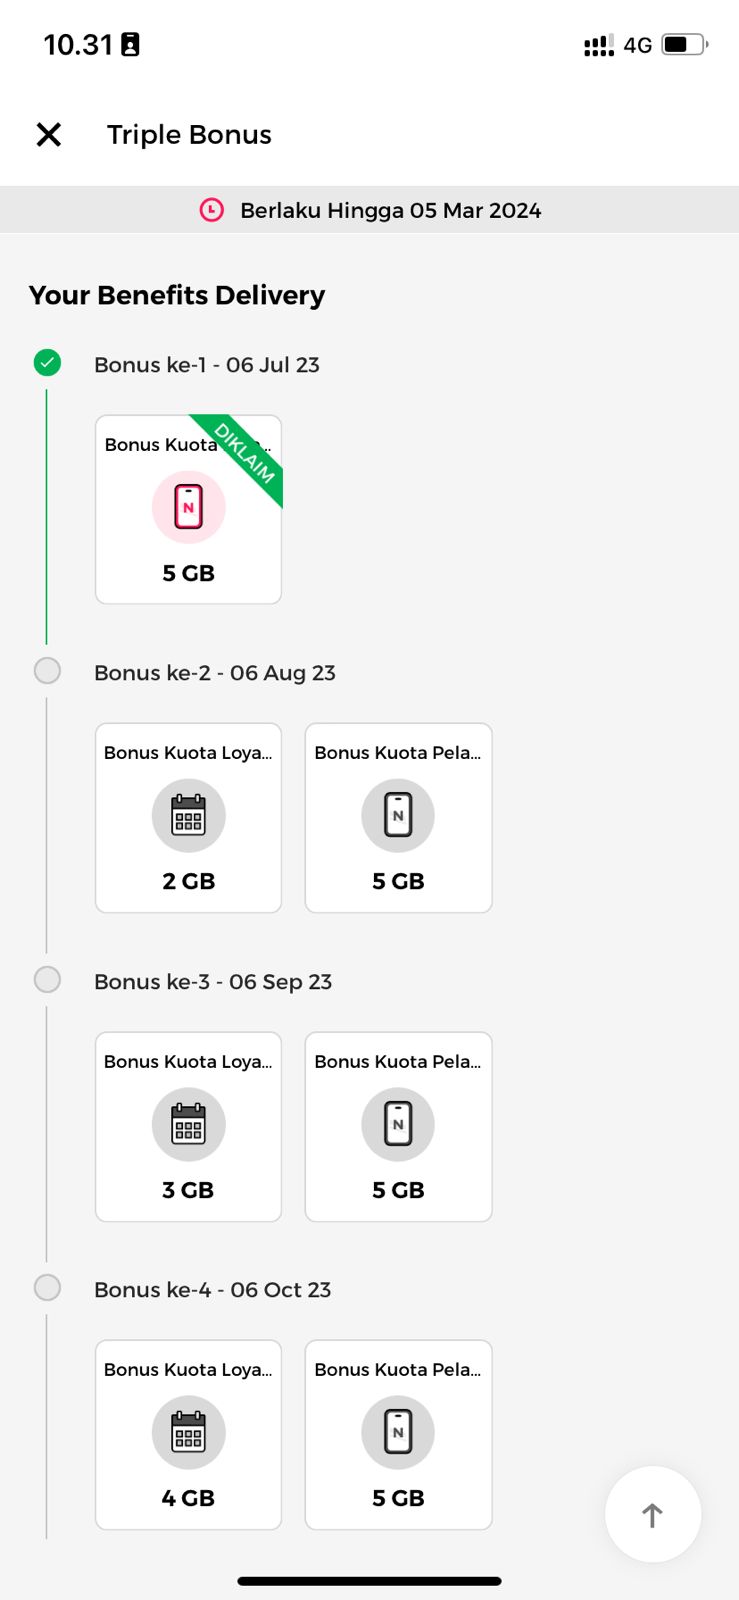 10.31
4G
Triple Bonus
Berlaku Hingga 05 Mar 2024
Your Benefits Delivery
Bonus ke-1 - 06 Jul 23
Bonus Kuota
DIKLAIM
N
5 GB
Bonus ke-2 - 06 Aug 23
Bonus Kuota Loya... Bonus Kuota Pela...
N
2 GB 5 GB
Bonus ke-3 - 06 Sep 23
Bonus Kuota Loya... Bonus Kuota Pela...
N
3 GB 5 GB
Bonus ke-4 - 06 Oct 23
Bonus Kuota Loya... Bonus Kuota Pela...
N
4 GB 5 GB